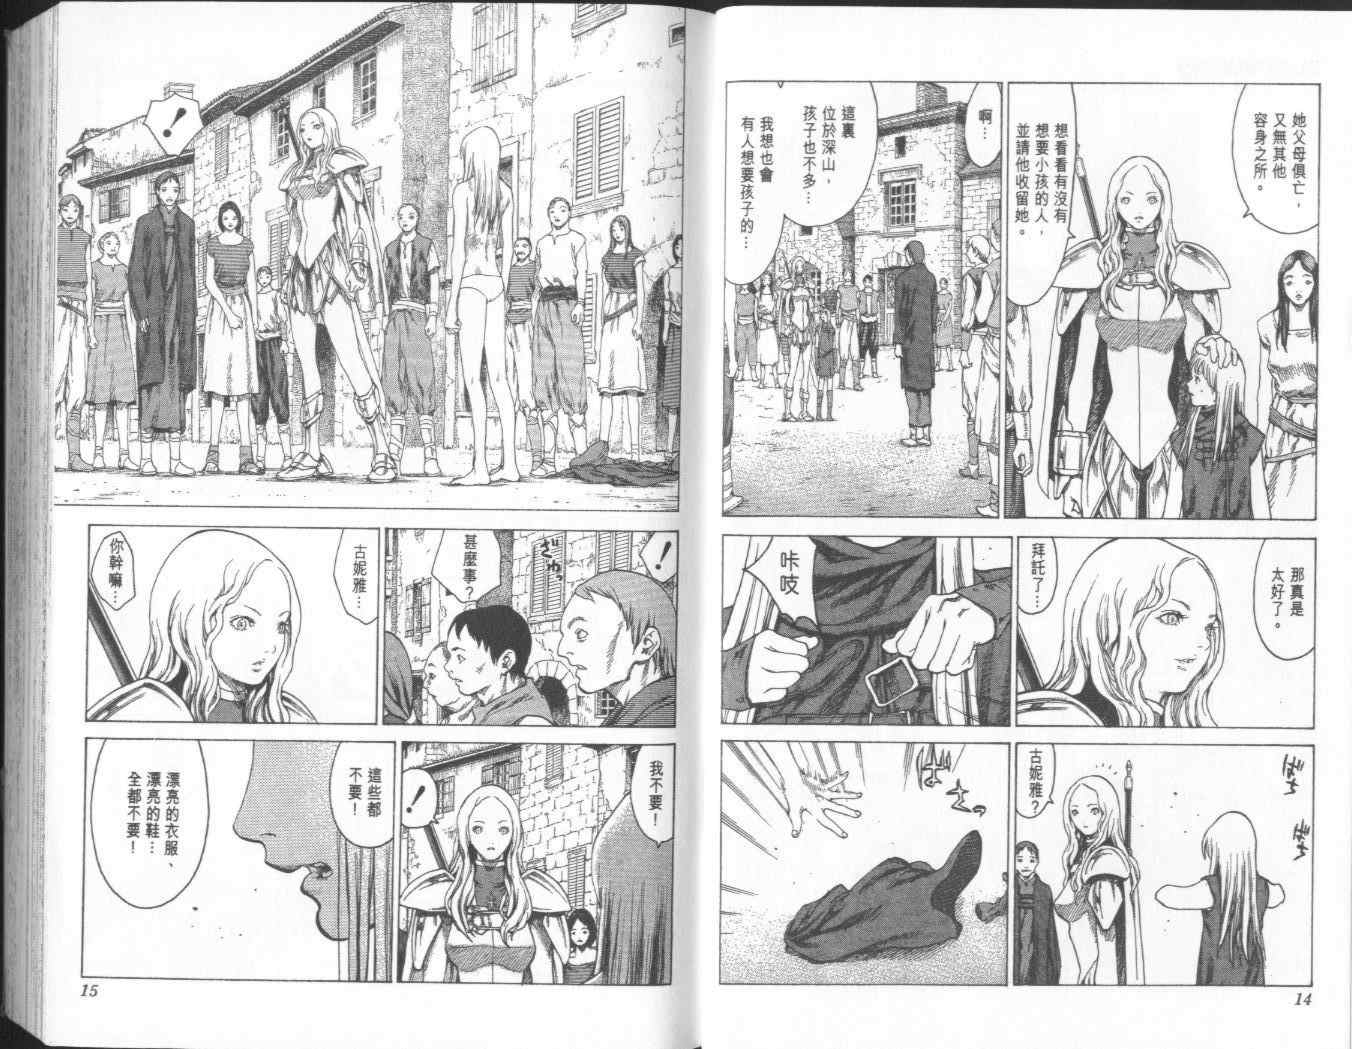 她父母俱亡，
又無其他
容身之所。
想看看有沒有
想要小孩的人，
並請他收留她。
啊…
這裏
位於深山，
孩子也不多…
我想也會
有人想要孩子的…
那真是
太好了。
拜託了…
咔吱
古妮雅？
14
！
！
甚麼事？
ざわっ
古妮雅…
你幹嘛…
我不要！
！
這些都
不要！
漂亮的衣服、
漂亮的鞋…
全都不要！
15